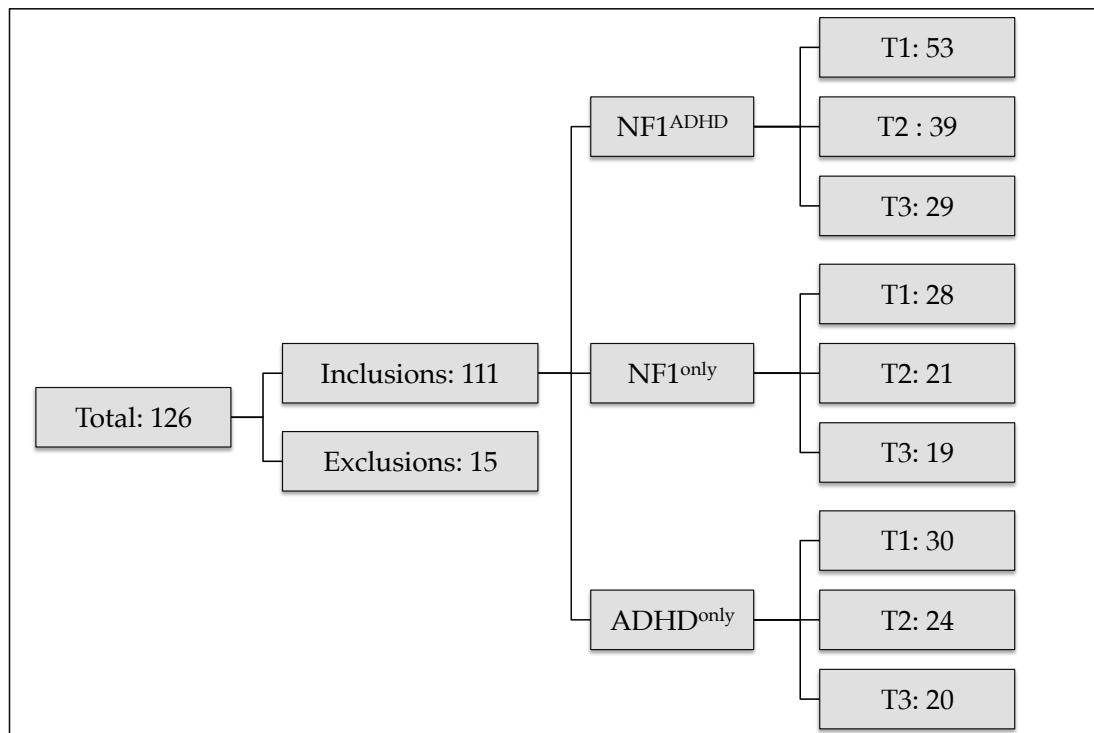 Total: 126
Inclusions: 111
Exclusions: 15
NF1ᴬᴰᴴᴰ
T1: 53
T2 : 39
T3: 29
NF1ᵒⁿˡʸ
T1: 28
T2: 21
T3: 19
ADHDᵒⁿˡʸ
T1: 30
T2: 24
T3: 20